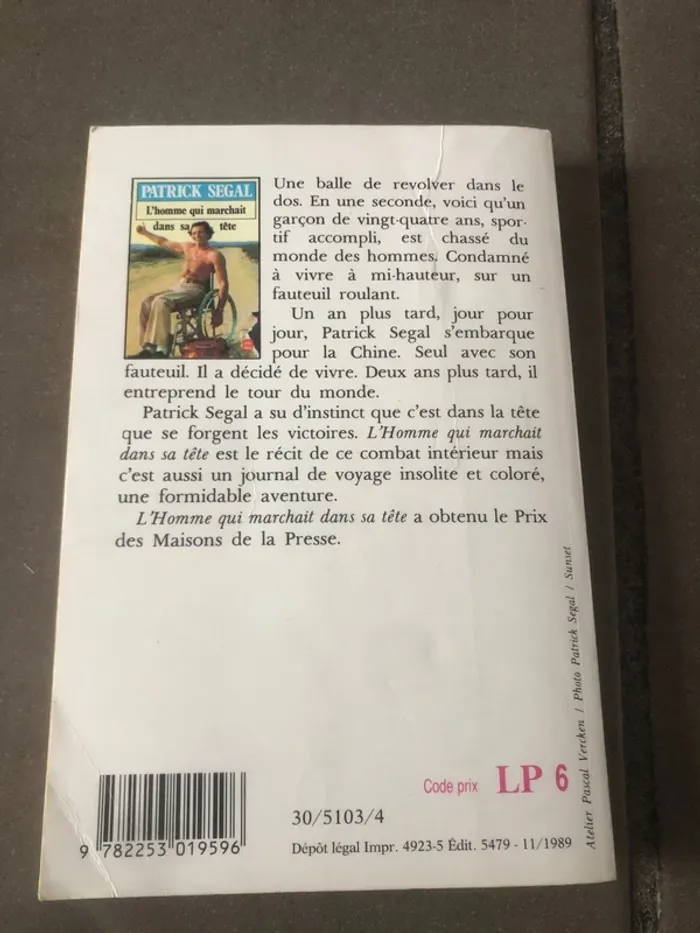 PATRICK SEGAL
L'homme qui marchait
dans sa tête
Une balle de revolver dans le
dos. En une seconde, voici qu'un
garçon de vingt-quatre ans, spor-
tif accompli, est chassé du
monde des hommes. Condamné
à vivre à mi-hauteur, sur un
fauteuil roulant.
Un an plus tard, jour pour
jour, Patrick Segal s'embarque
pour la Chine. Seul avec son
fauteuil. Il a décidé de vivre. Deux ans plus tard, il
entreprend le tour du monde.
Patrick Segal a su d'instinct que c'est dans la tête
que se forgent les victoires. L'Homme qui marchait
dans sa tête est le récit de ce combat intérieur mais
c'est aussi un journal de voyage insolite et coloré,
une formidable aventure.
L'Homme qui marchait dans sa tête a obtenu le Prix
des Maisons de la Presse.
Atelier Pascal Vercken / Photo Patrick Segal / Sunset
Code prix LP 6
30/5103/4
Dépôt légal Impr. 4923-5 Édit. 5479 - 11/1989
9 782253 019596